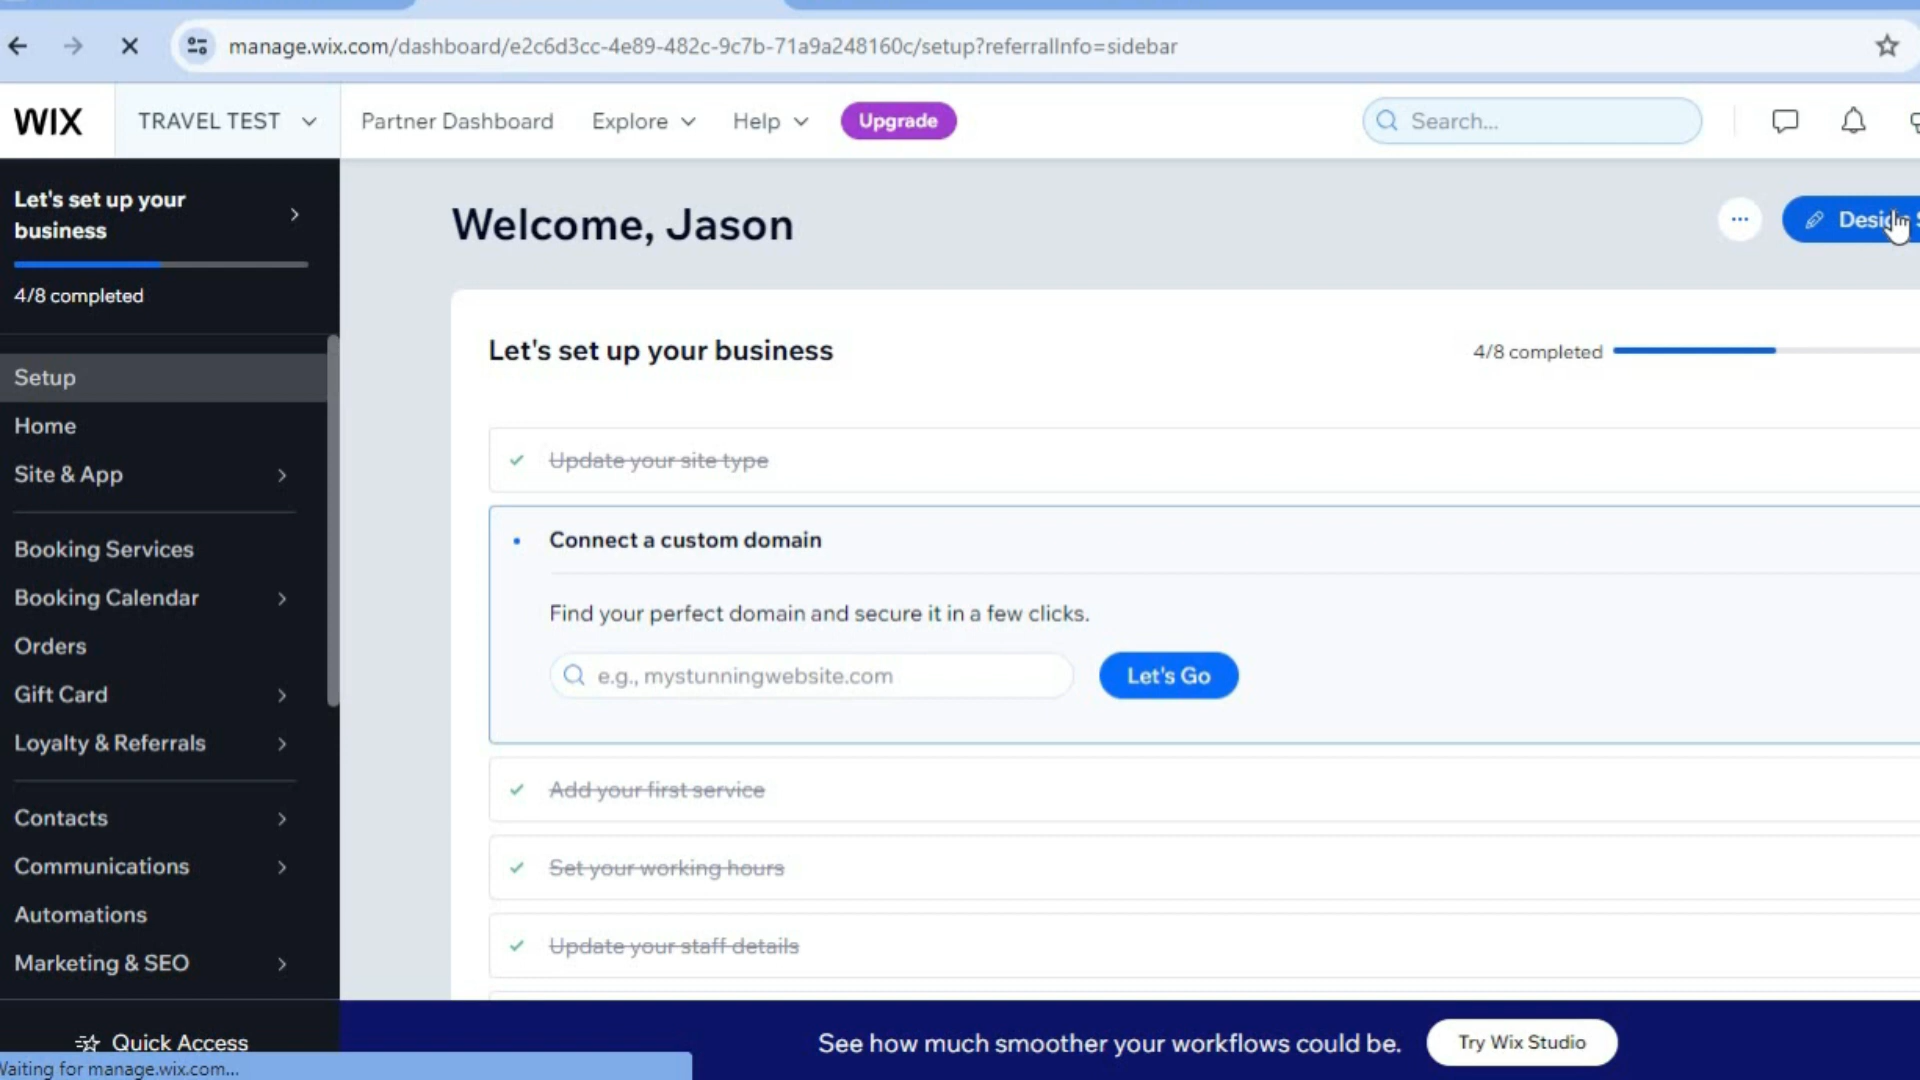 manage.wix.com/dashboard/e2c6d3cc-4e89-482c-9c7b-71a9a248160c/setup?referralInfo=sidebar
WIX
TRAVEL TEST
Partner Dashboard
Explore
Help
Upgrade
Search...
Let's set up your
business
4/8 completed
Setup
Home
Site & App
Booking Services
Booking Calendar
Orders
Gift Card
Loyalty & Referrals
Contacts
Communications
Automations
Marketing & SEO
Quick Access
Welcome, Jason
Let's set up your business
4/8 completed
Update your site type
Connect a custom domain
Find your perfect domain and secure it in a few clicks.
e.g., mystunningwebsite.com
Let's Go
Add your first service
Set your working hours
Update your staff details
See how much smoother your workflows could be.
Try Wix Studio
for manage.wix.com...